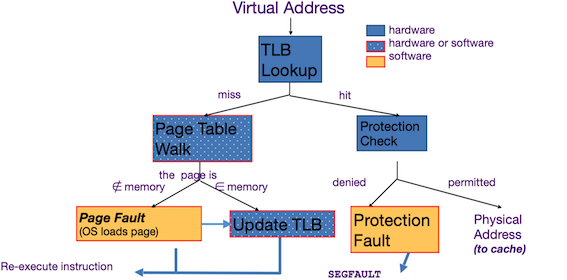 Virtual Address
hardware
hardware or software
software
TLB
Lookup
miss
hit
Page Table
Walk
Protection
Check
the page is
∉ memory
∈ memory
denied
permitted
Page Fault
(OS loads page)
Update TLB
Protection
Fault
Physical
Address
(to cache)
Re-execute instruction
SEGFAULT